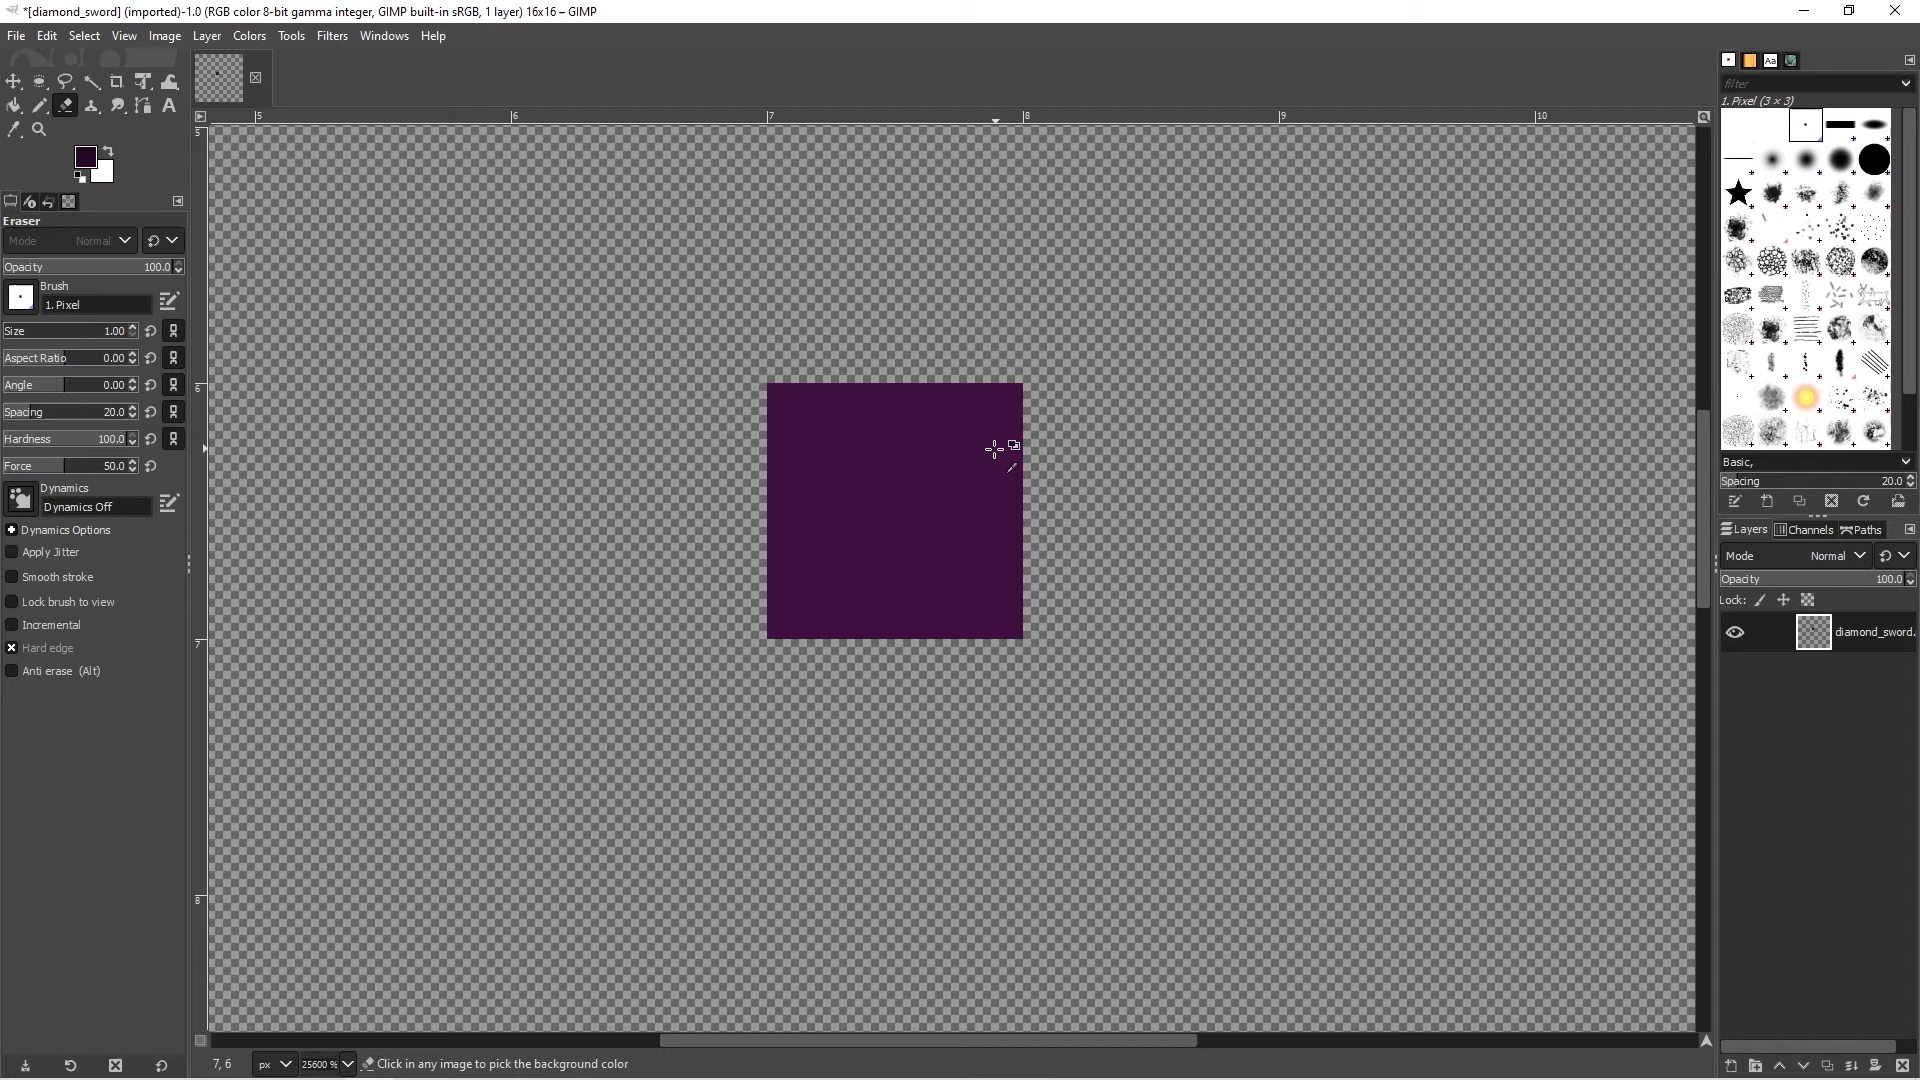 *[diamond_sword] (imported)-1.0 (RGB color 8-bit gamma integer, GIMP built-in sRGB, 1 layer) 16x16 – GIMP
File Edit Select View Image Layer Colors Tools Filters Windows Help
5 6 7 8 9 10
5
6
7
8
Eraser
Mode Normal
Opacity 100.0
Brush
1. Pixel
Size 1.00
Aspect Ratio 0.00
Angle 0.00
Spacing 20.0
Hardness 100.0
Force 50.0
Dynamics
Dynamics Off
Dynamics Options
Apply Jitter
Smooth stroke
Lock brush to view
Incremental
Hard edge
Anti erase (Alt)
Aa
filter
1. Pixel (3 × 3)
Basic,
Spacing 20.0
Layers Channels Paths
Mode Normal
Opacity 100.0
Lock:
diamond_sword.
7, 6 px 25600 % Click in any image to pick the background color